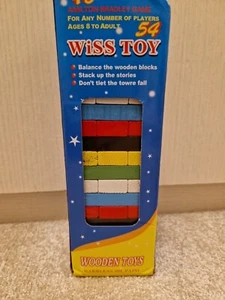 MILTON BRADLEY GAME
FOR ANY NUMBER OF PLAYERS
AGES 8 TO ADULT
54
WiSS TOY
• Balance the wooden blocks
• Stack up the stories
• Don't tlet the towre fall
WOODEN TOYS